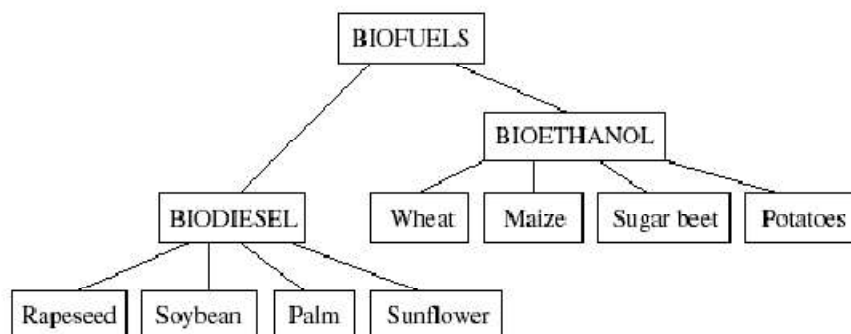 BIOFUELS
BIOETHANOL
BIODIESEL
Wheat
Maize
Sugar beet
Potatoes
Rapeseed
Soybean
Palm
Sunflower